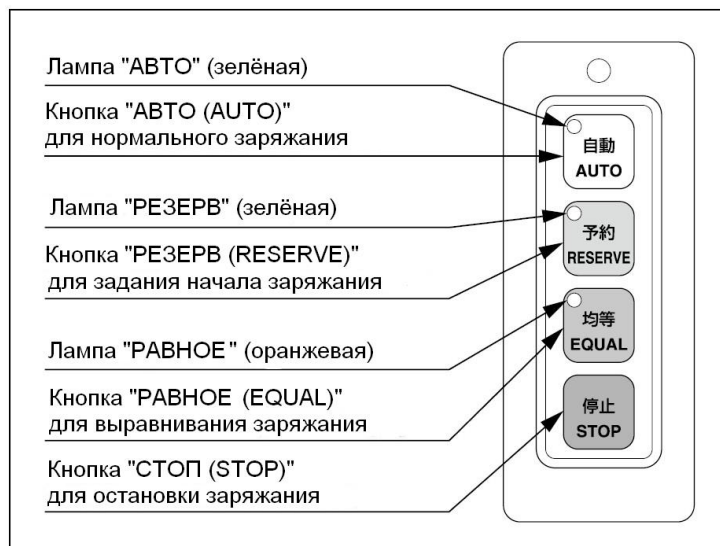 Лампа "АВТО" (зелёная)
Кнопка "АВТО (AUTO)"
для нормального заряжания
Лампа "РЕЗЕРВ" (зелёная)
Кнопка "РЕЗЕРВ (RESERVE)"
для задания начала заряжания
Лампа "РАВНОЕ" (оранжевая)
Кнопка "РАВНОЕ (EQUAL)"
для выравнивания заряжания
Кнопка "СТОП (STOP)"
для остановки заряжания
自動
AUTO
予約
RESERVE
均等
EQUAL
停止
STOP